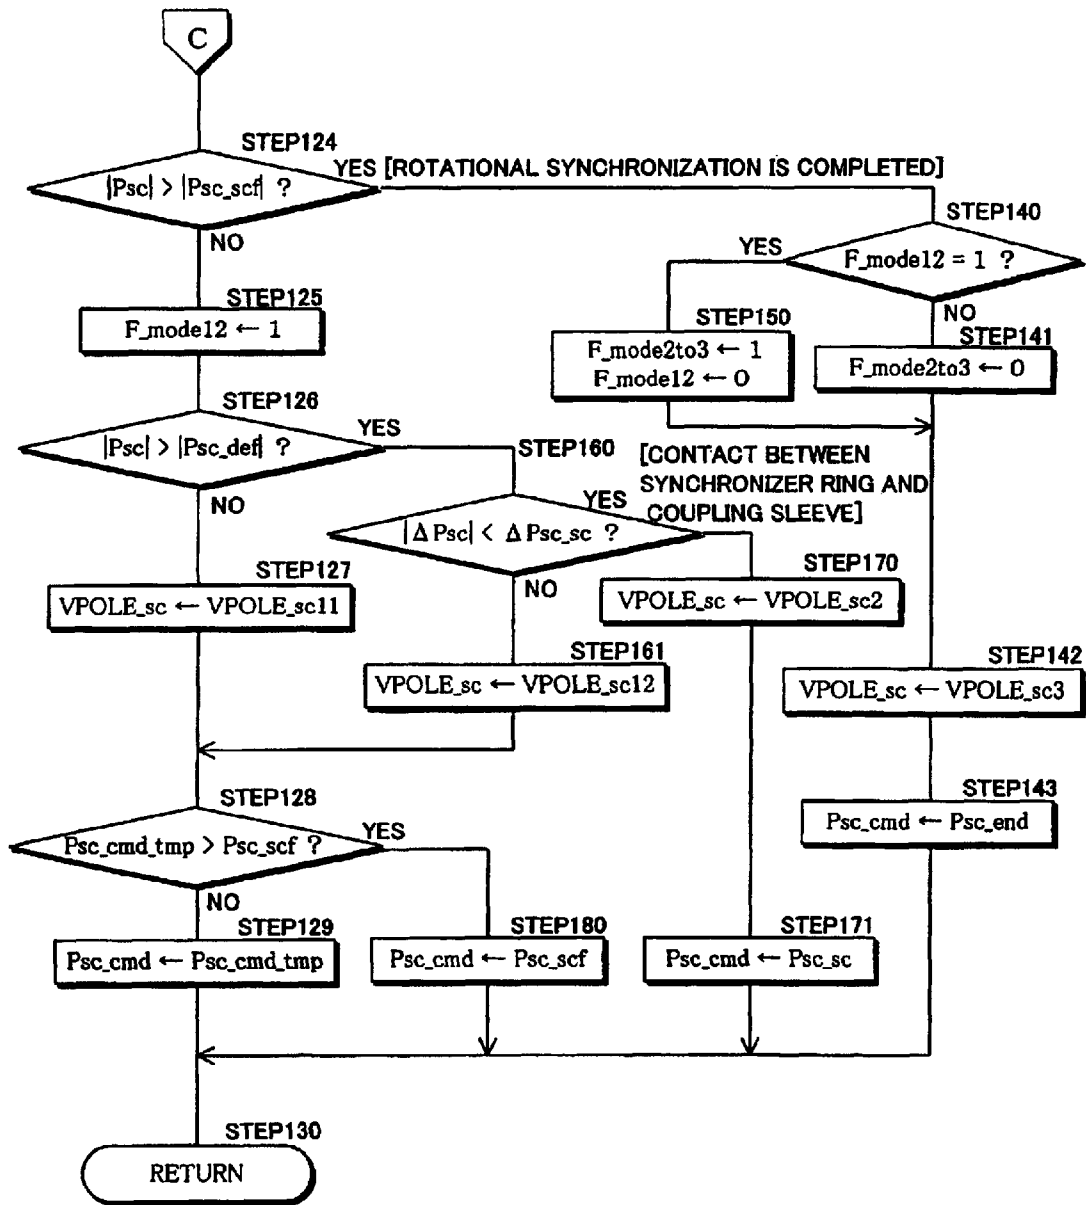 C
STEP124
|Psc| > |Psc_scf| ?
YES [ROTATIONAL SYNCHRONIZATION IS COMPLETED]
NO
STEP140
F_mode12 = 1 ?
YES
NO
STEP125
F_mode12 ← 1
STEP150
F_mode2to3 ← 1
F_mode12 ← 0
STEP141
F_mode2to3 ← 0
STEP126
|Psc| > |Psc_def| ?
YES
NO
STEP160
[CONTACT BETWEEN
SYNCHRONIZER RING AND
COUPLING SLEEVE]
YES
|Δ Psc| < Δ Psc_sc ?
NO
STEP127
VPOLE_sc ← VPOLE_sc11
STEP170
VPOLE_sc ← VPOLE_sc2
STEP161
VPOLE_sc ← VPOLE_sc12
STEP142
VPOLE_sc ← VPOLE_sc3
STEP128
Psc_cmd_tmp > Psc_scf ?
YES
NO
STEP143
Psc_cmd ← Psc_end
STEP129
Psc_cmd ← Psc_cmd_tmp
STEP180
Psc_cmd ← Psc_scf
STEP171
Psc_cmd ← Psc_sc
STEP130
RETURN